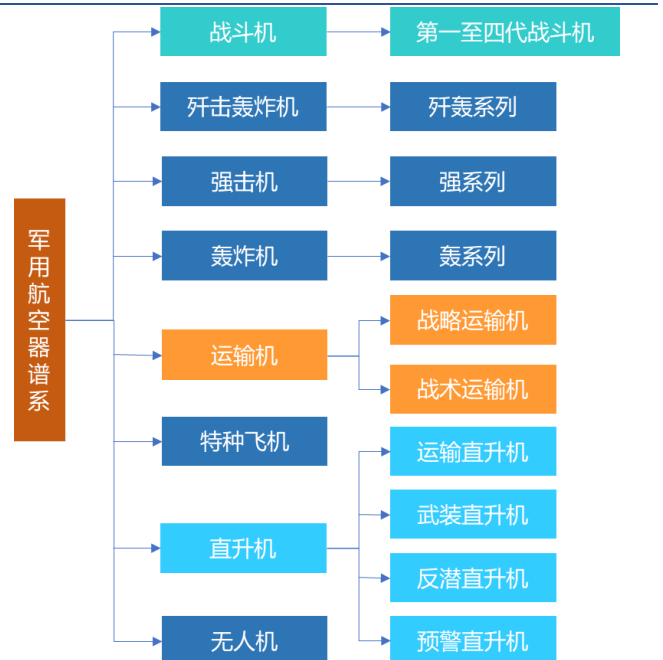 军用航空器谱系
战斗机
第一至四代战斗机
歼击轰炸机
歼轰系列
强击机
强系列
轰炸机
轰系列
运输机
战略运输机
战术运输机
特种飞机
直升机
运输直升机
武装直升机
反潜直升机
预警直升机
无人机